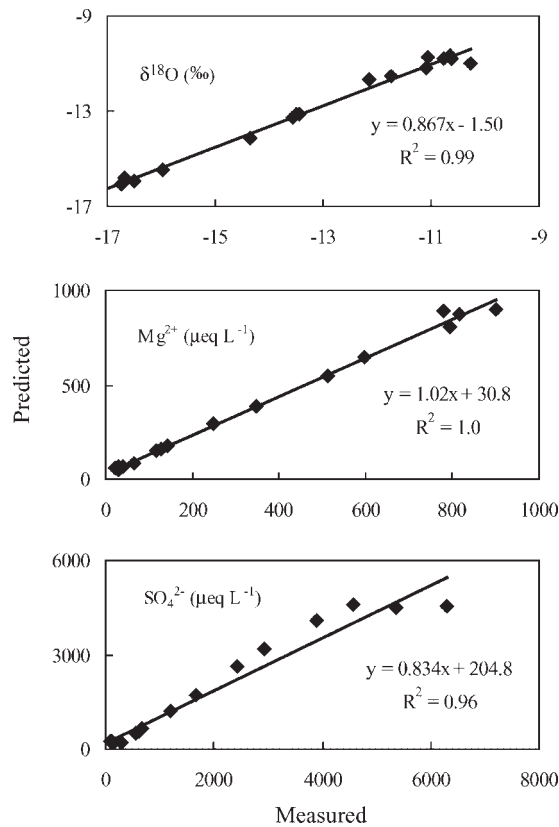 -9
-11
δ18O (‰)
-13
y = 0.867x - 1.50
R2 = 0.99
-17
-17 -15 -13 -11 -9
1000
Mg2+ (μeq L-1)
Predicted
500
y = 1.02x + 30.8
R2 = 1.0
0
0 200 400 600 800 1000
6000
SO42- (μeq L-1)
3000
y = 0.834x + 204.8
R2 = 0.96
0
0 2000 4000 6000 8000
Measured